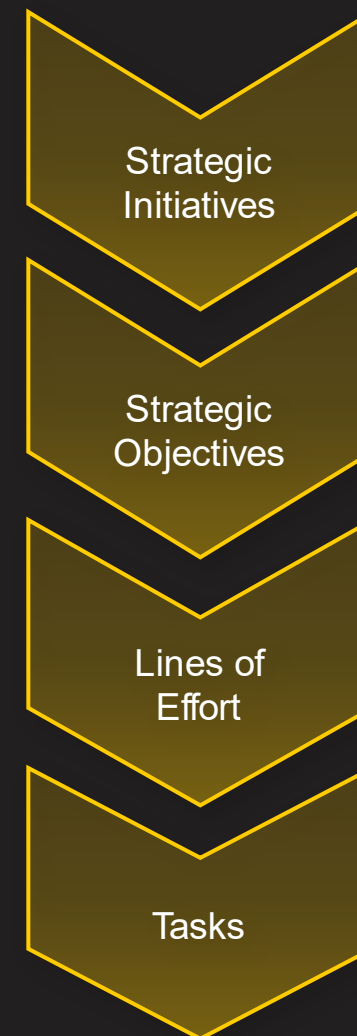 Strategic
Initiatives
Strategic
Objectives
Lines of
Effort
Tasks